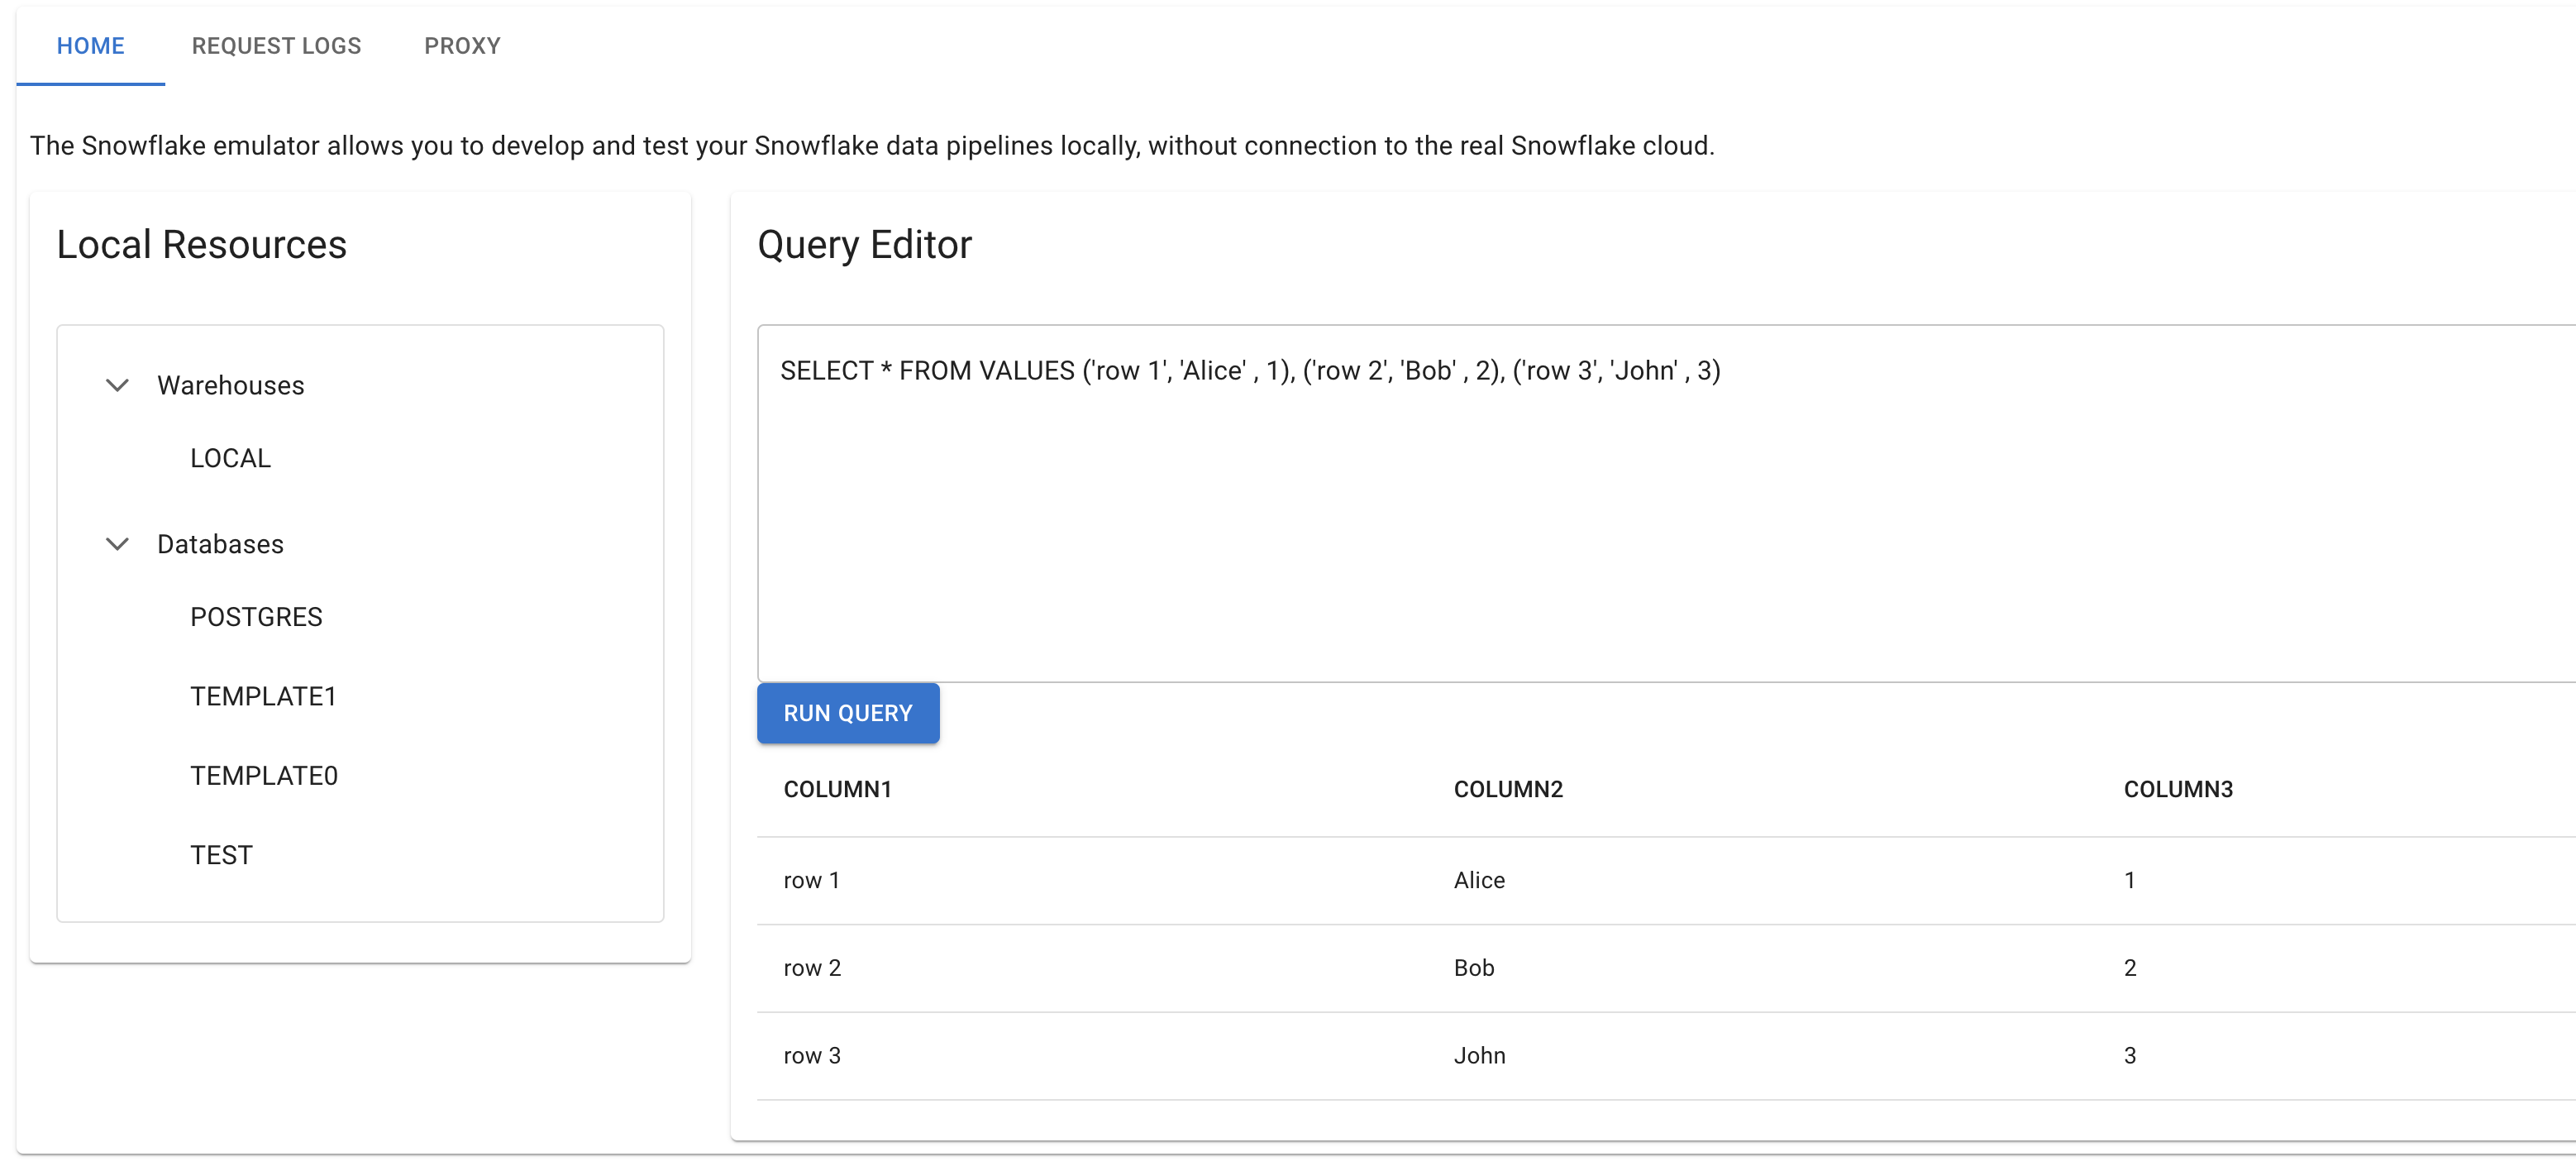 HOME REQUEST LOGS PROXY
The Snowflake emulator allows you to develop and test your Snowflake data pipelines locally, without connection to the real Snowflake cloud.
Local Resources
Warehouses
LOCAL
Databases
POSTGRES
TEMPLATE1
TEMPLATE0
TEST
Query Editor
SELECT * FROM VALUES ('row 1', 'Alice' , 1), ('row 2', 'Bob' , 2), ('row 3', 'John' , 3)
RUN QUERY
COLUMN1 COLUMN2 COLUMN3
row 1 Alice 1
row 2 Bob 2
row 3 John 3